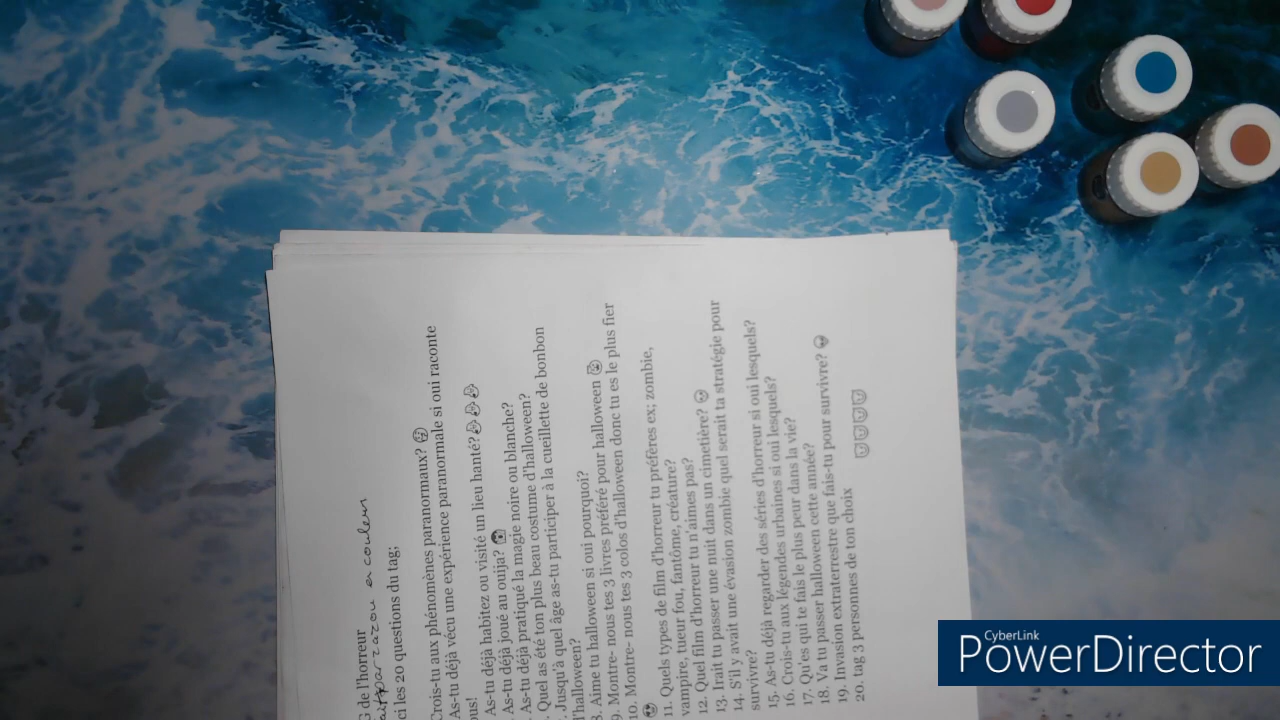 G de l'horreur
en couleur
ci les 20 questions du tag;
Crois-tu aux phénomènes paranormaux? 😨
As-tu déjà vécu une expérience paranormale si oui raconte
ous!
As-tu déjà habitez ou visité un lieu hanté?
As-tu déjà joué au ouija?
As-tu déjà pratiqué la magie noire ou blanche?
. Quel as été ton plus beau costume d'halloween?
. Jusqu'à quel âge as-tu participer à la cueillette de bonbon
d'halloween?
8. Aime tu halloween si oui pourquoi?
9. Montre- nous tes 3 livres préféré pour halloween
10. Montre- nous tes 3 colos d'halloween donc tu es le plus fier
11. Quels types de film d'horreur tu préfères ex; zombie,
vampire, tueur fou, fantôme, créature?
12. Quel film d'horreur tu n'aimes pas?
13. Irait tu passer une nuit dans un cimetière?
14. S'il y avait une évasion zombie quel serait ta stratégie pour
survivre?
15. As-tu déjà regarder des séries d'horreur si oui lesquels?
16. Crois-tu aux légendes urbaines si oui lesquels?
17. Qu'es qui te fais le plus peur dans la vie?
18. Va tu passer halloween cette année?
19. Invasion extraterrestre que fais-tu pour survivre?
20. tag 3 personnes de ton choix
CyberLink
PowerDirector